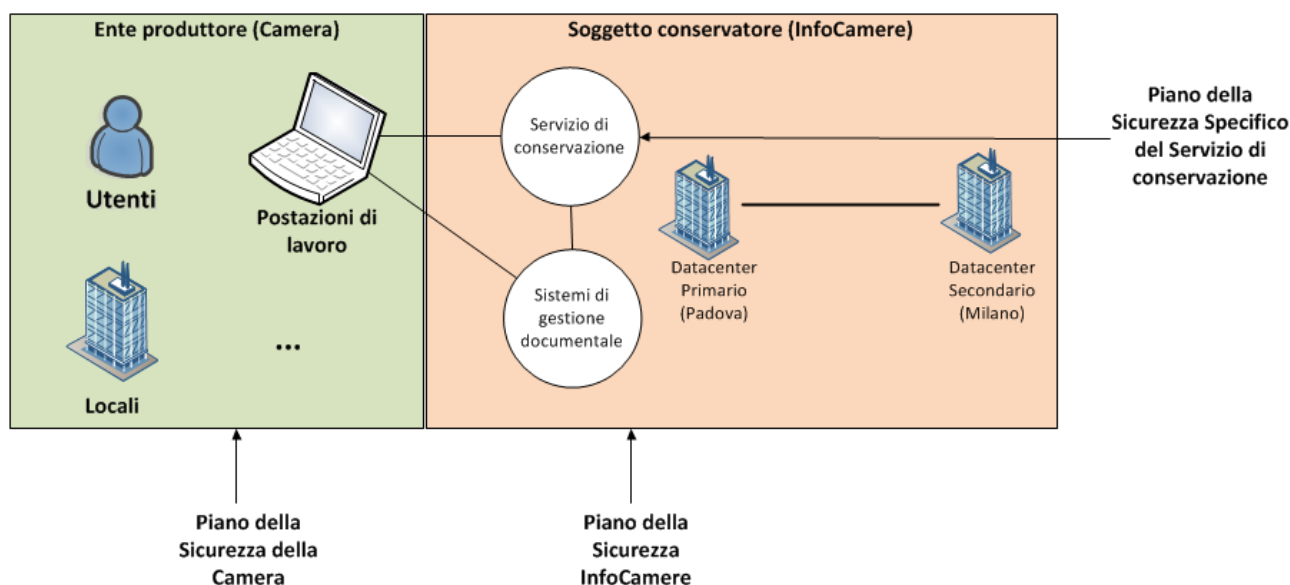 Ente produttore (Camera)
Soggetto conservatore (InfoCamere)
Utenti
Postazioni di
lavoro
Locali
...
Servizio di
conservazione
Sistemi di
gestione
documentale
Datacenter
Primario
(Padova)
Datacenter
Secondario
(Milano)
Piano della
Sicurezza Specifico
del Servizio di
conservazione
Piano della
Sicurezza della
Camera
Piano della
Sicurezza
InfoCamere